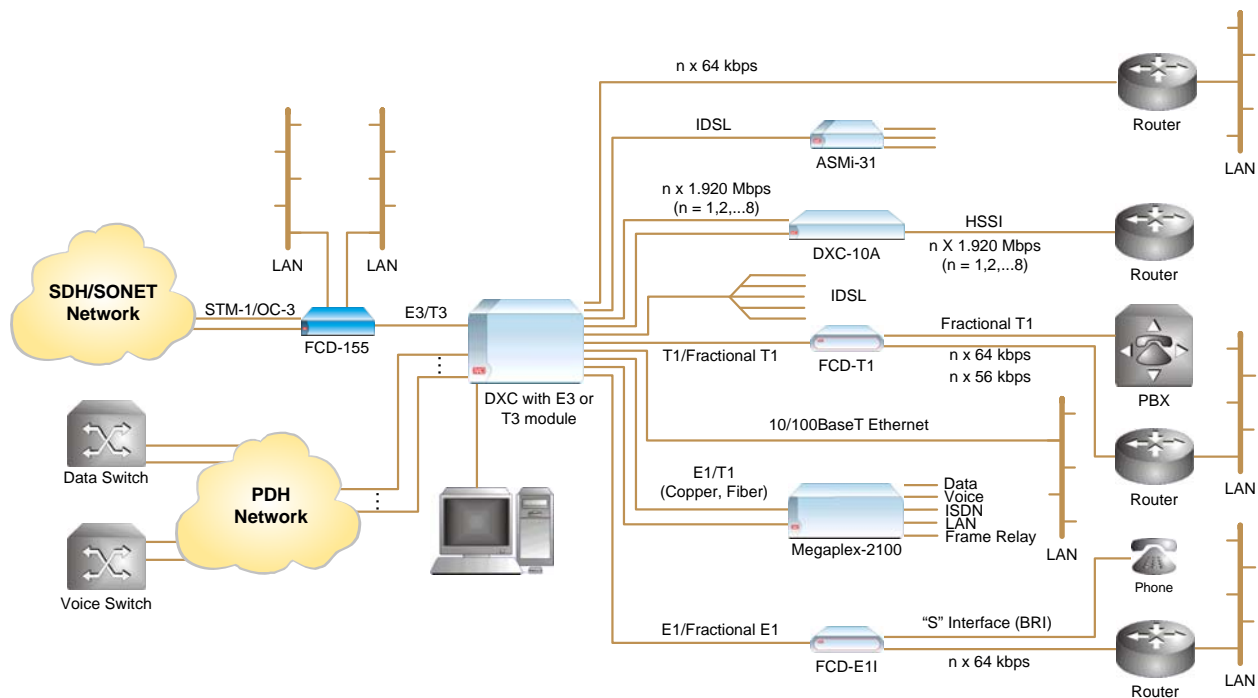 n x 64 kbps
Router
LAN
IDSL
ASMi-31
n x 1.920 Mbps
(n = 1,2,...8)
DXC-10A
HSSI
n X 1.920 Mbps
(n = 1,2,...8)
Router
LAN
LAN
SDH/SONET
Network
STM-1/OC-3
FCD-155
E3/T3
DXC with E3 or
T3 module
IDSL
T1/Fractional T1
FCD-T1
Fractional T1
n x 64 kbps
n x 56 kbps
PBX
Router
LAN
10/100BaseT Ethernet
LAN
Data Switch
PDH
Network
Voice Switch
E1/T1
(Copper, Fiber)
Megaplex-2100
Data
Voice
ISDN
LAN
Frame Relay
Phone
E1/Fractional E1
FCD-E1I
“S” Interface (BRI)
n x 64 kbps
Router
LAN